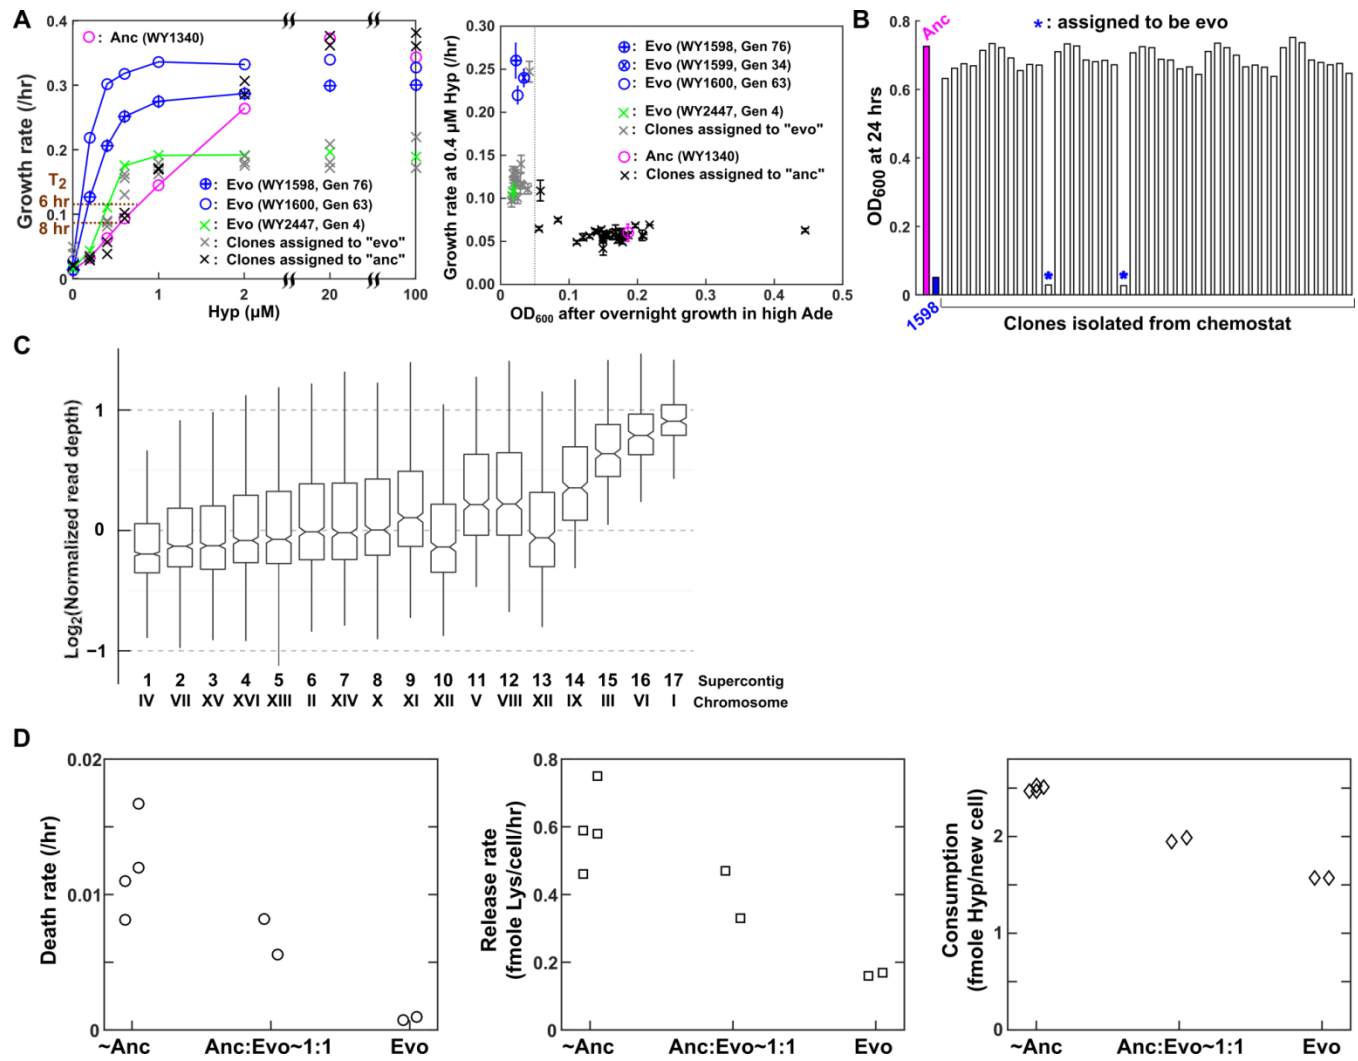 A
0.4
0.3
0.2
0.1
0
Growth rate (/hr)
T2
6 hr
8 hr
: Anc (WY1340)
: Evo (WY1598, Gen 76)
: Evo (WY1600, Gen 63)
: Evo (WY2447, Gen 4)
: Clones assigned to "evo"
: Clones assigned to "anc"
0 1 2 20 100
Hyp (µM)
0.30
0.25
0.20
0.15
0.10
0.05
0.00
Growth rate at 0.4 µM Hyp (/hr)
: Evo (WY1598, Gen 76)
: Evo (WY1599, Gen 34)
: Evo (WY1600, Gen 63)
: Evo (WY2447, Gen 4)
: Clones assigned to "evo"
: Anc (WY1340)
: Clones assigned to "anc"
0 0.1 0.2 0.3 0.4 0.5
OD600 after overnight growth in high Ade
B
0.8
0.6
0.4
0.2
0
OD600 at 24 hrs
Anc
*: assigned to be evo
* *
1598
Clones isolated from chemostat
C
1
0
−1
Log2(Normalized read depth)
1 2 3 4 5 6 7 8 9 10 11 12 13 14 15 16 17 Supercontig
IV VII XV XVI XIII II XIV X XI XII V VIII XII IX III VI I Chromosome
D
0.02
0.01
0
Death rate (/hr)
~Anc Anc:Evo~1:1 Evo
0.8
0.6
0.4
0.2
0
Release rate
(fmole Lys/cell/hr)
~Anc Anc:Evo~1:1 Evo
2
2
0
Consumption
(fmole Hyp/new cell)
~Anc Anc:Evo~1:1 Evo